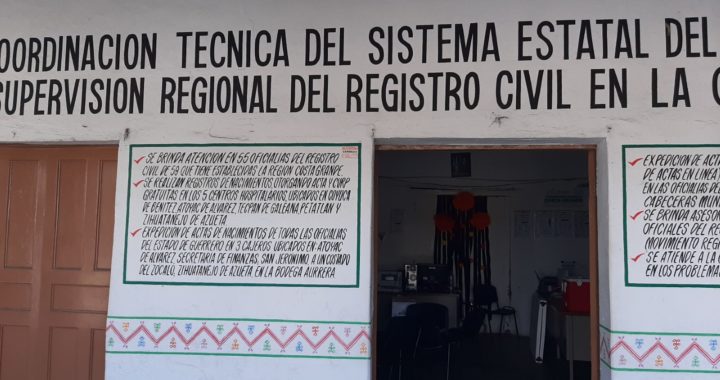 OORDINACION TECNICA DEL SISTEMA ESTATAL DEL
SUPERVISION REGIONAL DEL REGISTRO CIVIL EN LA C
SE BRINDA ATENCION EN 55 OFICIALIAS DEL REGISTRO
CIVIL DE 59 QUE TIENE ESTABLECIDAS LA REGION COSTA GRANDE.
SE REALIZAN REGISTROS DE NACIMIENTOS OTORGANDO ACTA Y CURP
GRATUITAS EN LOS 5 CENTROS HOSPITALARIOS, UBICADOS EN COYUCA
DE BENITEZ, ATOYAC DE ALVAREZ, TECPAN DE GALEANA, PETATLAN Y
ZIHUATANEJO DE AZUETA
EXPEDICION DE ACTAS DE NACIMIENTOS DE TODAS LAS OFICIALIAS
DEL ESTADO DE GUERRERO EN 3 CAJEROS UBICADOS EN ATOYAC
DE ALVAREZ, SECRETARIA DE FINANZAS, SAN JERONIMO, A UN COSTADO
DEL ZOCALO, ZIHUATANEJO DE AZUETA EN LA BODEGA AURRERA
EXPEDICION DE ACT
DE ACTAS EN LINEA
EN LAS OFICIALIAS DE
CABECERAS MUNI
SE BRINDA ASESO
OFICIALES DEL RE
MOVIMIENTO REG
SE ATIENDE A LA C
EN LOS PROBLEMA